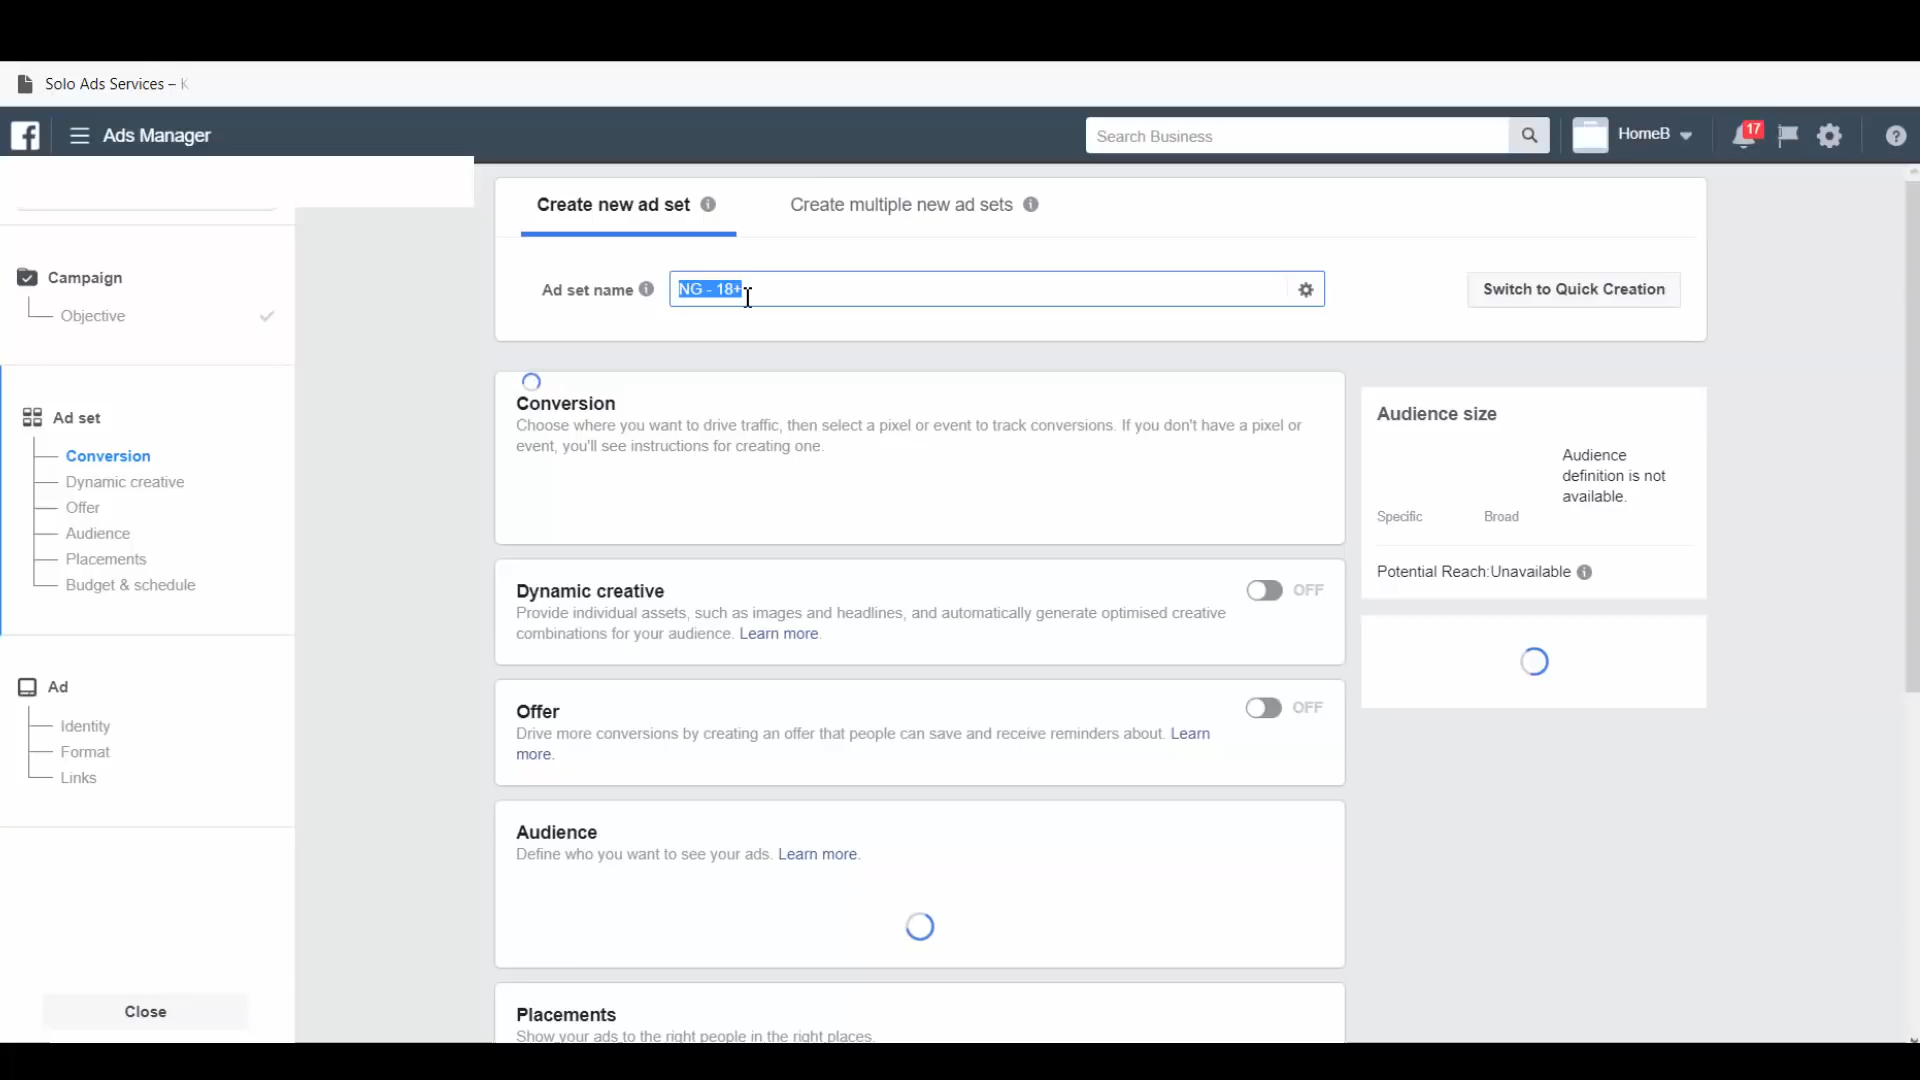 Solo Ads Services – K
Ads Manager
Search Business
HomeB
17
Create new ad set
Create multiple new ad sets
Ad set name
NG - 18+
Switch to Quick Creation
Campaign
Objective
Ad set
Conversion
Dynamic creative
Offer
Audience
Placements
Budget & schedule
Ad
Identity
Format
Links
Close
Conversion
Choose where you want to drive traffic, then select a pixel or event to track conversions. If you don't have a pixel or
event, you'll see instructions for creating one.
Dynamic creative
OFF
Provide individual assets, such as images and headlines, and automatically generate optimised creative
combinations for your audience. Learn more.
Offer
OFF
Drive more conversions by creating an offer that people can save and receive reminders about. Learn
more.
Audience
Define who you want to see your ads. Learn more.
Placements
Show your ads to the right people in the right places.
Audience size
Audience
definition is not
available.
Specific
Broad
Potential Reach:Unavailable